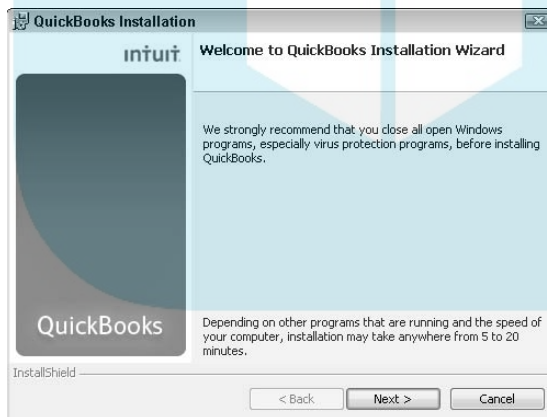 QuickBooks Installation
intuit
Welcome to QuickBooks Installation Wizard
We strongly recommend that you close all open Windows
programs, especially virus protection programs, before installing
QuickBooks.
QuickBooks
Depending on other programs that are running and the speed of
your computer, installation may take anywhere from 5 to 20
minutes.
InstallShield
< Back
Next >
Cancel